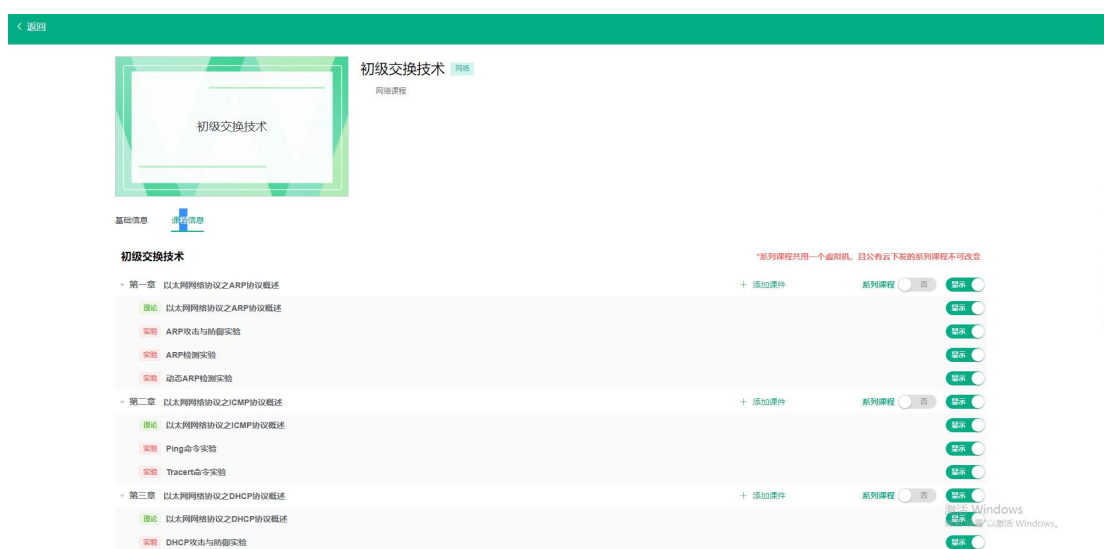 < 返回
初级交换技术 网络
网络课程
初级交换技术
基础信息 课程信息
初级交换技术 *系列课程共用一个虚拟机，且公有云下发的系列课程不可改变
第一章 以太网网络协议之ARP协议概述 + 添加课件 系列课程 否 显示
理论 以太网网络协议之ARP协议概述 显示
实验 ARP攻击与防御实验 显示
实验 ARP检测实验 显示
实验 动态ARP检测实验 显示
第二章 以太网网络协议之ICMP协议概述 + 添加课件 系列课程 否 显示
理论 以太网网络协议之ICMP协议概述 显示
实验 Ping命令实验 显示
实验 Tracert命令实验 显示
第三章 以太网网络协议之DHCP协议概述 + 添加课件 系列课程 否 显示
激活 Windows
理论 以太网网络协议之DHCP协议概述 显示
以激活 Windows。
实验 DHCP攻击与防御实验 显示